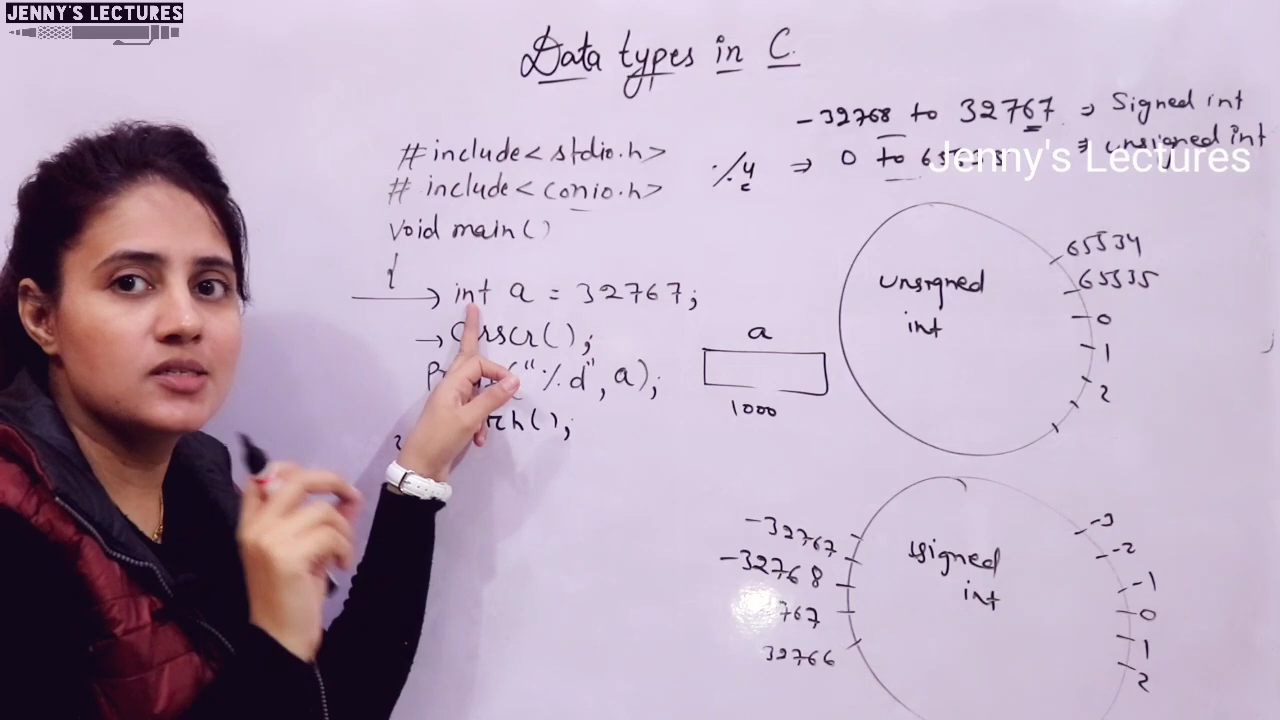 JENNY'S LECTURES
Data types in C.
-32768 to 32767 ⇒ Signed int
%u ⇒ 0 to ⇒ unsigned int
Jenny's Lectures
#include<stdio.h>
#include<conio.h>
void main()
{
→ int a = 32767;
→ clrscr();
"%d", a);
();
a
1000
unsigned
int
65534
65535
0
1
2
signed
int
-32767
-32768
767
32766
-3
-2
-1
0
1
2